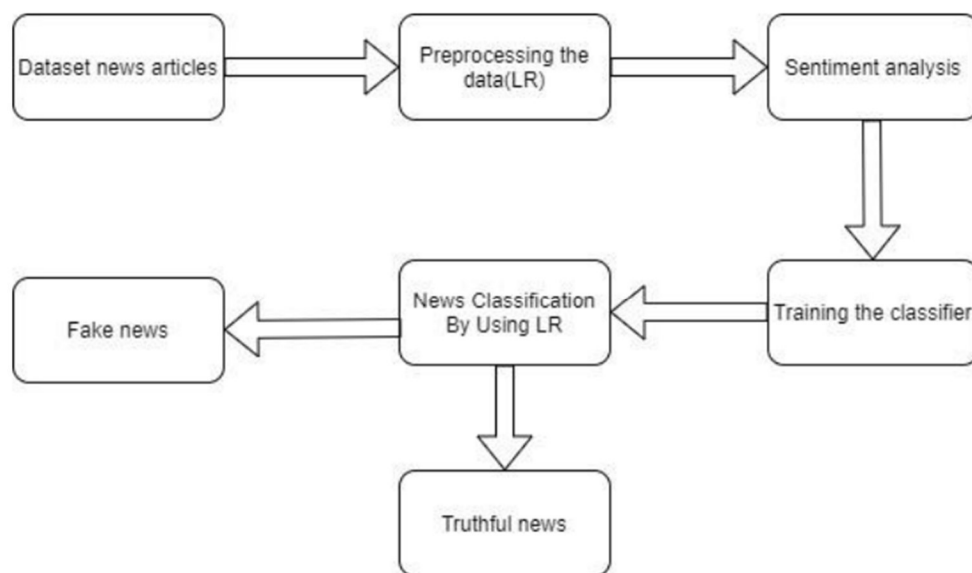 Dataset news articles
Preprocessing the
data(LR)
Sentiment analysis
Training the classifier
News Classification
By Using LR
Fake news
Truthful news